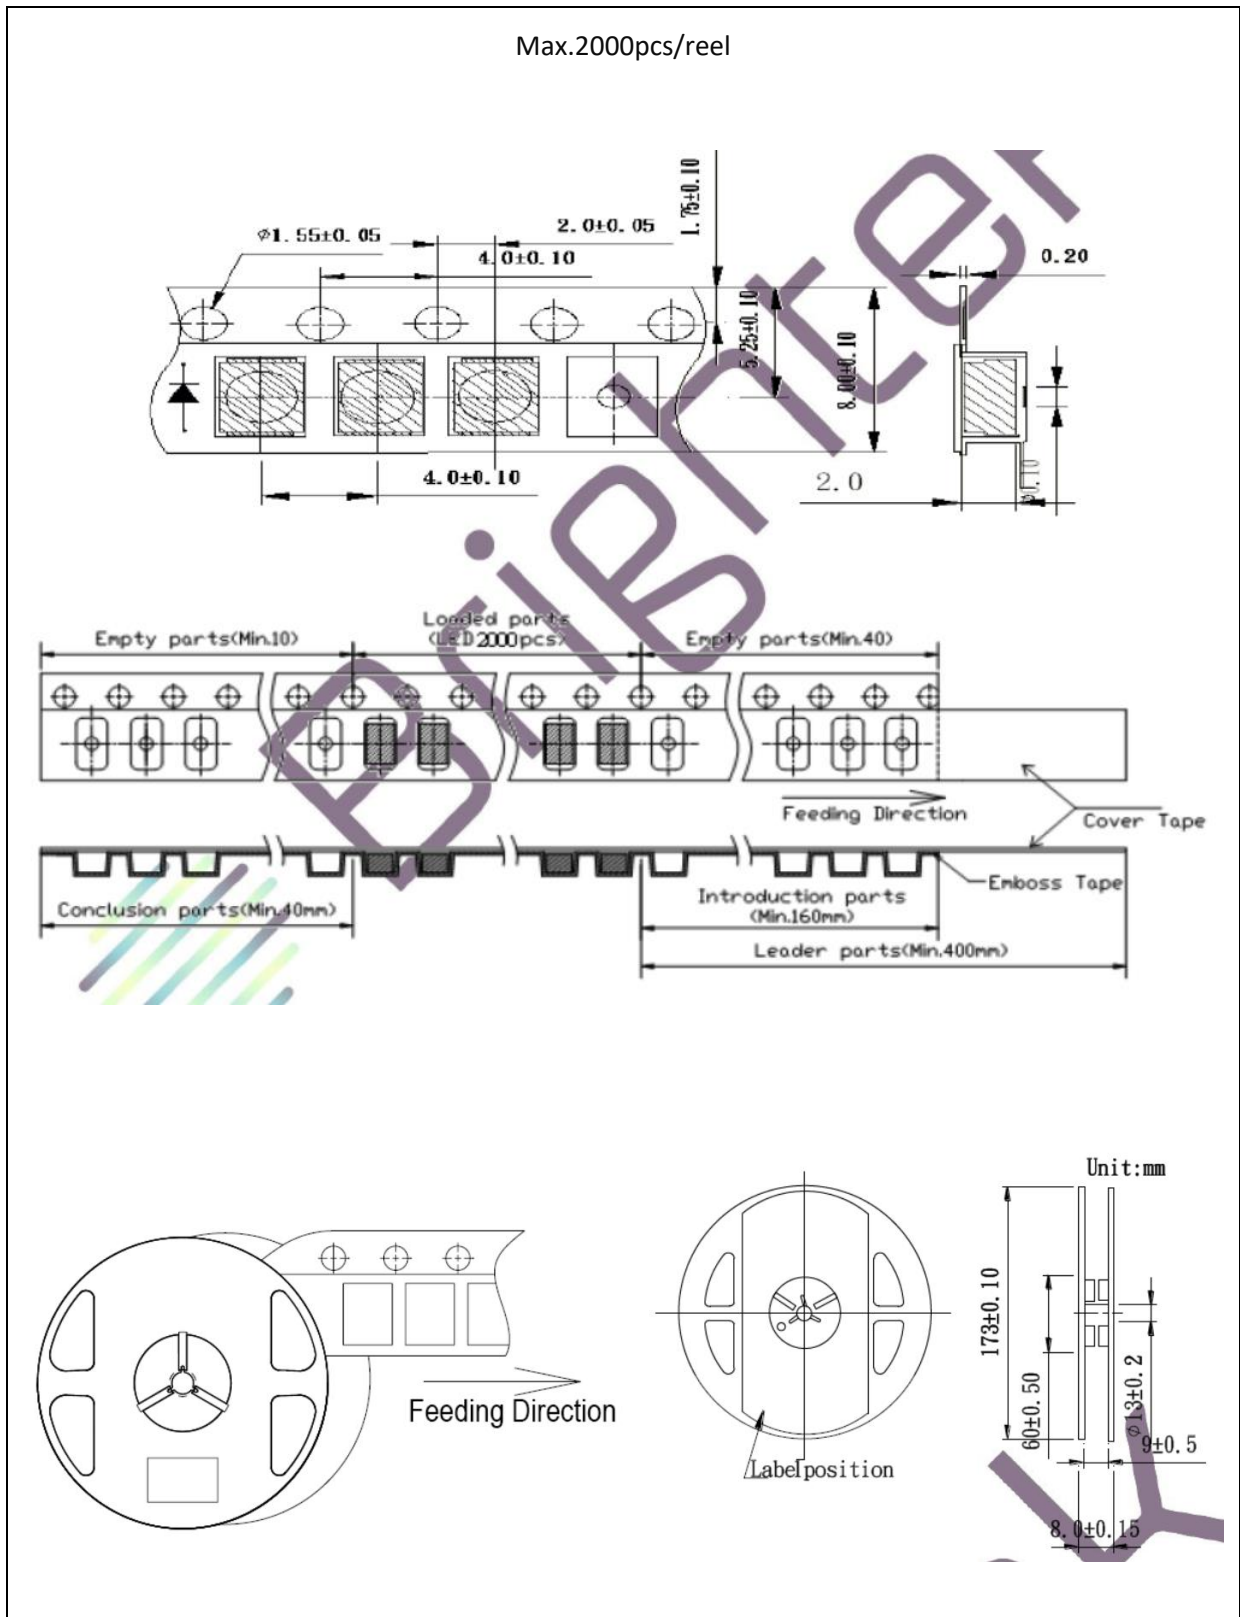 Max.2000pcs/reel
1.75±0.10
⌀1.55±0.05
2.0±0.05
4.0±0.10
0.20
5.25±0.10
8.00±0.10
4.0±0.10
2.0
Brighter
Empty parts(Min.10)
Loaded parts
(LED2000pcs)
Empty parts(Min.40)
Feeding Direction
Cover Tape
Emboss Tape
Conclusion parts(Min.40mm)
Introduction parts
(Min.160mm)
Leader parts(Min.400mm)
Unit:mm
173±0.10
60±0.50
⌀13±0.2
9±0.5
8.0±0.15
Feeding Direction
Label position